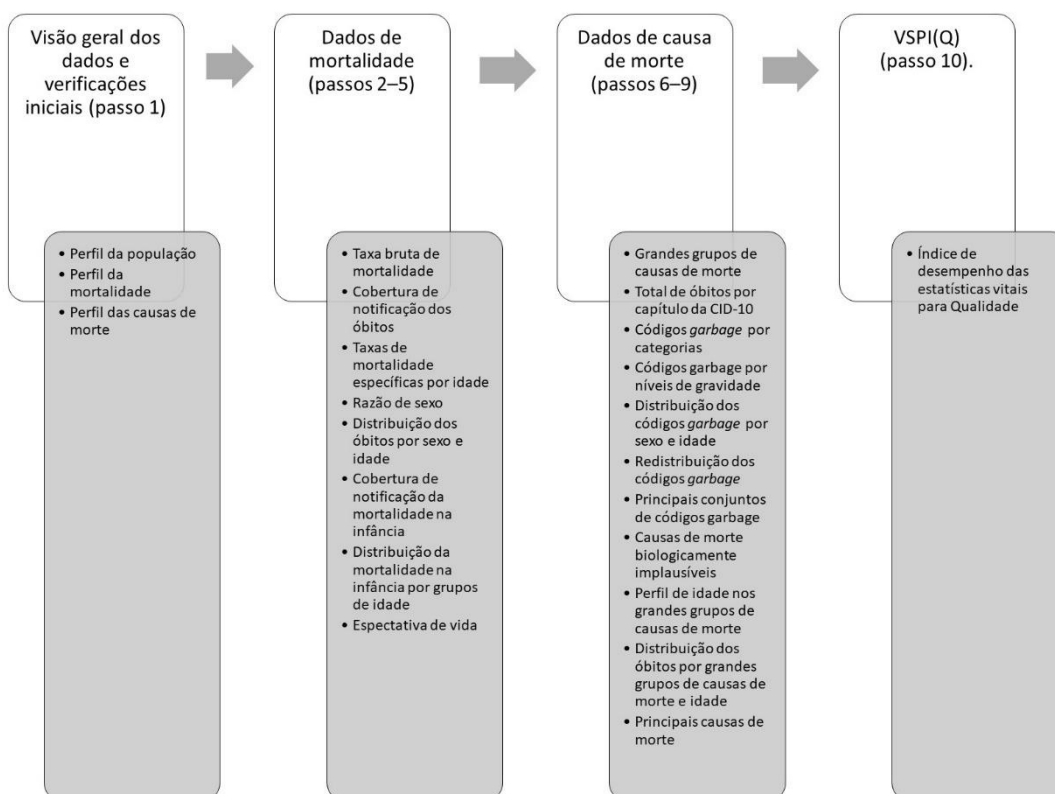 Visão geral dos
dados e
verificações
iniciais (passo 1)
• Perfil da população
• Perfil da
mortalidade
• Perfil das causas de
morte
Dados de
mortalidade
(passos 2–5)
• Taxa bruta de
mortalidade
• Cobertura de
notificação dos
óbitos
• Taxas de
mortalidade
específicas por idade
• Razão de sexo
• Distribuição dos
óbitos por sexo e
idade
• Cobertura de
notificação da
mortalidade na
infância
• Distribuição da
mortalidade na
infância por grupos
de idade
• Espectativa de vida
Dados de causa
de morte
(passos 6–9)
• Grandes grupos de
causas de morte
• Total de óbitos por
capítulo da CID-10
• Códigos garbage por
categorias
• Códigos garbage por
níveis de gravidade
• Distribuição dos
códigos garbage por
sexo e idade
• Redistribuição dos
códigos garbage
• Principais conjuntos
de códigos garbage
• Causas de morte
biologicamente
implausíveis
• Perfil de idade nos
grandes grupos de
causas de morte
• Distribuição dos
óbitos por grandes
grupos de causas de
morte e idade
• Principais causas de
morte
VSPI(Q)
(passo 10).
• Índice de
desempenho das
estatísticas vitais
para Qualidade